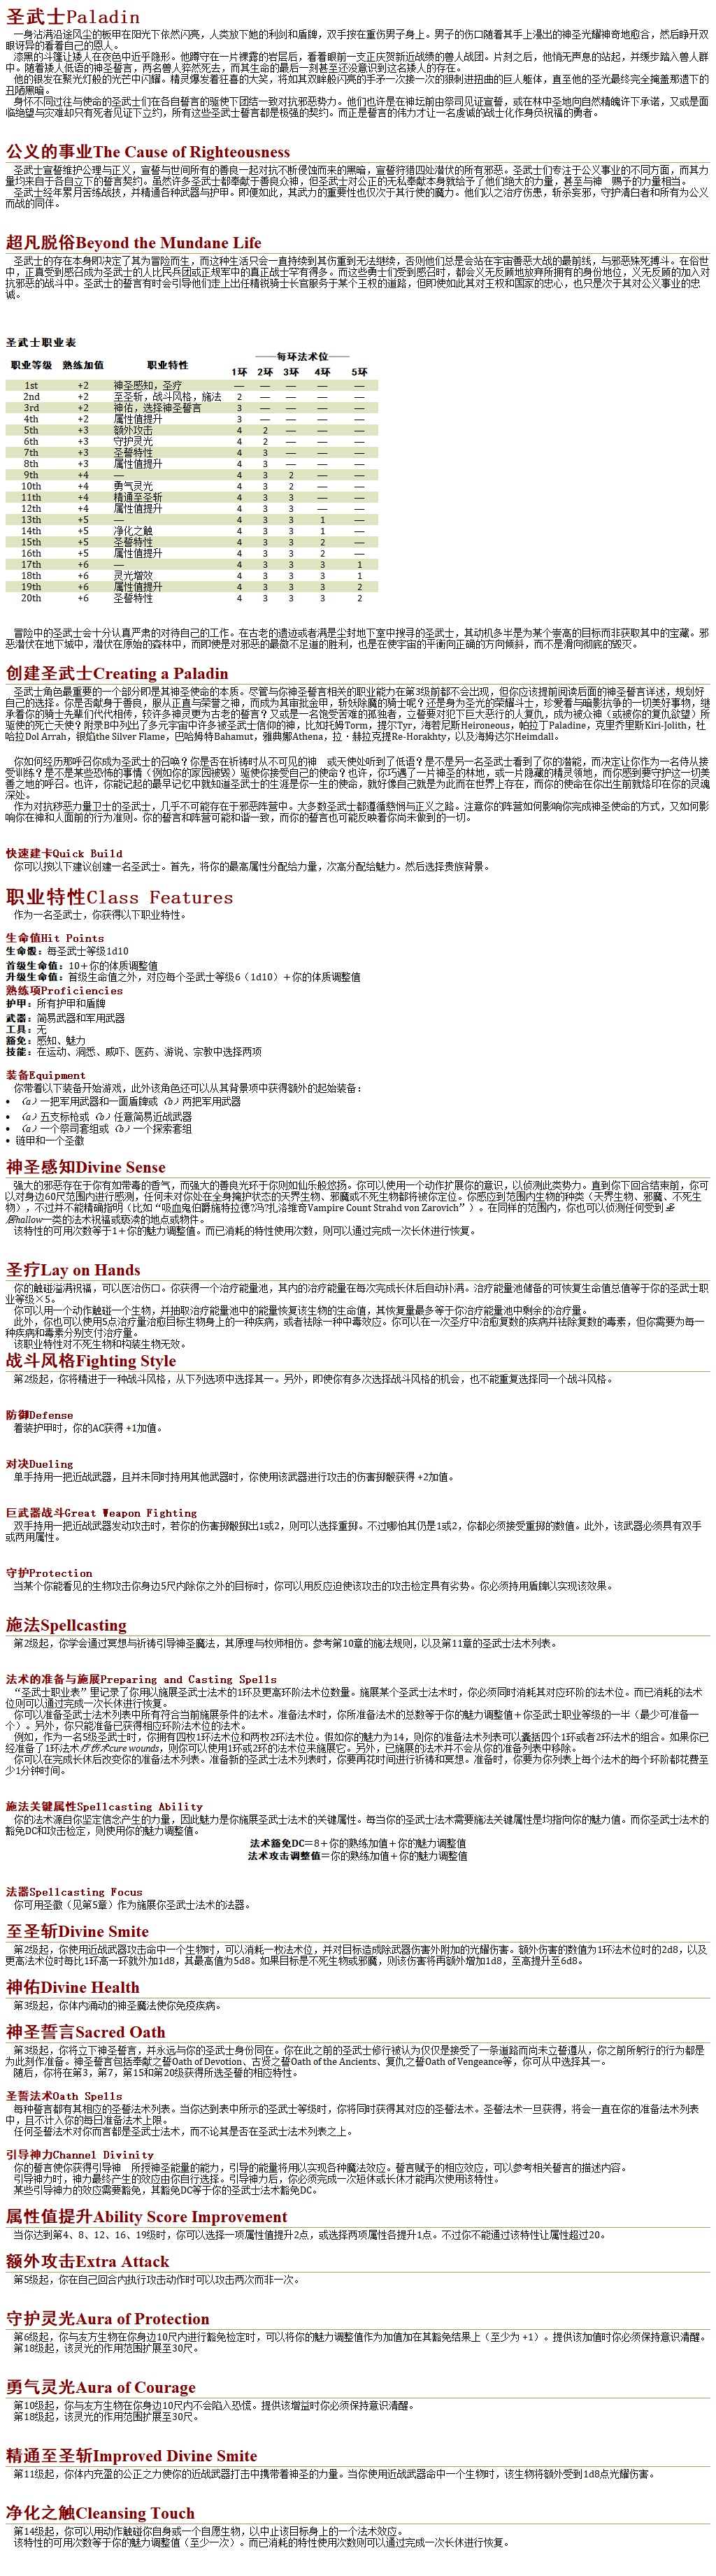 圣武士Paladin
一身沾满沿途风尘的板甲在阳光下依然闪亮，人类放下她的利剑和盾牌，双手按在重伤男子身上。男子的伤口随着其手上漫出的神圣光耀神奇地愈合，然后睁开双
眼讶异的看着自己的恩人。
漆黑的斗篷让矮人在夜色中近乎隐形。他蹲守在一片裸露的岩层后，看着眼前一支正庆贺新近战绩的兽人战团。片刻之后，他悄无声息的站起，并缓步踏入兽人群
中。随着矮人低语的神圣誓言，两名兽人猝然死去，而其生命的最后一刻甚至还没意识到这名矮人的存在。
他的银发在聚光灯般的光芒中闪耀。精灵爆发着狂喜的大笑，将如其双眸般闪亮的手矛一次接一次的狠刺进扭曲的巨人躯体，直至他的圣光最终完全掩盖那遗下的
丑陋黑暗。
身怀不同过往与使命的圣武士们在各自誓言的驱使下团结一致对抗邪恶势力。他们也许是在神坛前由祭司见证宣誓，或在林中圣地向自然精魄许下承诺，又或是面
临绝望与灾难却只有死者见证下立约，所有这些圣武士誓言都是极强的契约。而正是誓言的伟力才让一名虔诚的战士化作身负祝福的勇者。
公义的事业The Cause of Righteousness
圣武士宣誓维护公理与正义，宣誓与世间所有的善良一起对抗不断侵蚀而来的黑暗，宣誓狩猎四处潜伏的所有邪恶。圣武士们专注于公义事业的不同方面，而其力
量均来自于各自立下的誓言契约。虽然许多圣武士都奉献于善良众神，但圣武士对公正的无私奉献本身就给予了他们绝大的力量，甚至与神 赐予的力量相当。
圣武士经年累月苦练战技，并精通各种武器与护甲。即便如此，其武力的重要性也仅次于其行使的魔力。他们以之治疗伤患，斩杀妄邪，守护清白者和所有为公义
而战的同伴。
超凡脱俗Beyond the Mundane Life
圣武士的存在本身即决定了其为冒险而生，而这种生活只会一直持续到其伤重到无法继续，否则他们总是会站在宇宙善恶大战的最前线，与邪恶殊死搏斗。在俗世
中，正真受到感召成为圣武士的人比民兵团或正规军中的真正战士罕有得多。而这些勇士们受到感召时，都会义无反顾地放弃所拥有的身份地位，义无反顾的加入对
抗邪恶的战斗中。圣武士的誓言有时会引导他们走上出任精锐骑士长官服务于某个王权的道路，但即使如此其对王权和国家的忠心，也只是次于其对公义事业的忠
诚。
圣武士职业表
——每环法术位——
职业等级 熟练加值 职业特性 1环 2环 3环 4环 5环
1st +2 神圣感知，圣疗 — — — — —
2nd +2 至圣斩，战斗风格，施法 2 — — — —
3rd +2 神佑，选择神圣誓言 3 — — — —
4th +2 属性值提升 3 — — — —
5th +3 额外攻击 4 2 — — —
6th +3 守护灵光 4 2 — — —
7th +3 圣誓特性 4 3 — — —
8th +3 属性值提升 4 3 — — —
9th +4 — 4 3 2 — —
10th +4 勇气灵光 4 3 2 — —
11th +4 精通至圣斩 4 3 3 — —
12th +4 属性值提升 4 3 3 — —
13th +5 — 4 3 3 1 —
14th +5 净化之触 4 3 3 1 —
15th +5 圣誓特性 4 3 3 2 —
16th +5 属性值提升 4 3 3 2 —
17th +6 — 4 3 3 3 1
18th +6 灵光增效 4 3 3 3 1
19th +6 属性值提升 4 3 3 3 2
20th +6 圣誓特性 4 3 3 3 2
冒险中的圣武士会十分认真严肃的对待自己的工作。在古老的遗迹或者满是尘封地下室中搜寻的圣武士，其动机多半是为某个崇高的目标而非获取其中的宝藏。邪
恶潜伏在地下城中，潜伏在原始的森林中，而即使是对邪恶的最微不足道的胜利，也是在使宇宙的平衡向正确的方向倾斜，而不是滑向彻底的毁灭。
创建圣武士Creating a Paladin
圣武士角色最重要的一个部分即是其神圣使命的本质。尽管与你神圣誓言相关的职业能力在第3级前都不会出现，但你应该提前阅读后面的神圣誓言详述，规划好
自己的选择。你是否献身于善良，服从正直与荣誉之神，而成为其审批金甲，斩妖除魔的骑士呢？还是身为圣光的荣耀斗士，珍爱着与暗影抗争的一切美好事物，继
承着你的骑士先辈们代代相传，较许多神灵更为古老的誓言？又或是一名饱受苦难的孤独者，立誓要对犯下巨大恶行的人复仇，成为被众神（或被你的复仇欲望）所
驱使的死亡天使？附录B中列出了多元宇宙中许多被圣武士信仰的神，比如托姆Torm，提尔Tyr，海若尼斯Heironeous，帕拉丁Paladine，克里乔里斯Kiri-Jolith，杜
哈拉Dol Arrah，银焰the Silver Flame，巴哈姆特Bahamut，雅典娜Athena，拉·赫拉克提Re-Horakhty，以及海姆达尔Heimdall。
你如何经历那呼召你成为圣武士的召唤？你是否在祈祷时从不可见的神 或天使处听到了低语？是不是另一名圣武士看到了你的潜能，而决定让你作为一名侍从接
受训练？是不是某些恐怖的事情（例如你的家园被毁）驱使你接受自己的使命？也许，你巧遇了一片神圣的林地，或一片隐藏的精灵领地，而你感到要守护这一切美
善之地的呼召。也许，你能记起的最早记忆中就知道圣武士的生涯是你一生的使命，就好像自己就是为此而在世界上存在，而你的使命在你出生前就烙印在你的灵魂
深处。
作为对抗秽恶力量卫士的圣武士，几乎不可能存在于邪恶阵营中。大多数圣武士都遵循慈悯与正义之路。注意你的阵营如何影响你完成神圣使命的方式，又如何影
响你在神和人面前的行为准则。你的誓言和阵营可能和谐一致，而你的誓言也可能反映着你尚未做到的一切。
快速建卡Quick Build
你可以按以下建议创建一名圣武士。首先，将你的最高属性分配给力量，次高分配给魅力。然后选择贵族背景。
职业特性Class Features
作为一名圣武士，你获得以下职业特性。
生命值Hit Points
生命骰：每圣武士等级1d10
首级生命值：10＋你的体质调整值
升级生命值：首级生命值之外，对应每个圣武士等级6（1d10）＋你的体质调整值
熟练项Proficiencies
护甲：所有护甲和盾牌
武器：简易武器和军用武器
工具：无
豁免：感知、魅力
技能：在运动、洞悉、威吓、医药、游说、宗教中选择两项
装备Equipment
你带着以下装备开始游戏，此外该角色还可以从其背景项中获得额外的起始装备：
• （a）一把军用武器和一面盾牌或（b）两把军用武器
• （a）五支标枪或（b）任意简易近战武器
• （a）一个祭司套组或（b）一个探索套组
• 链甲和一个圣徽
神圣感知Divine Sense
强大的邪恶存在于你有如带毒的香气，而强大的善良光环于你则如仙乐般悠扬。你可以使用一个动作扩展你的意识，以侦测此类势力。直到你下回合结束前，你可
以对身边60尺范围内进行感测，任何未对你处在全身掩护状态的天界生物、邪魔或不死生物都将被你定位。你感应到范围内生物的种类（天界生物、邪魔、不死生
物），不过并不能精确指明（比如“吸血鬼伯爵施特拉德?冯?扎洛维奇Vampire Count Strahd von Zarovich”）。在同样的范围内，你也可以侦测任何受到圣
居hallow一类的法术祝福或亵渎的地点或物件。
该特性的可用次数等于1＋你的魅力调整值。而已消耗的特性使用次数，则可以通过完成一次长休进行恢复。
圣疗Lay on Hands
你的触碰溢满祝福，可以医治伤口。你获得一个治疗能量池，其内的治疗能量在每次完成长休后自动补满。治疗能量池储备的可恢复生命值总值等于你的圣武士职
业等级×5。
你可以用一个动作触碰一个生物，并抽取治疗能量池中的能量恢复该生物的生命值，其恢复量最多等于你治疗能量池中剩余的治疗量。
此外，你也可以使用5点治疗量治愈目标生物身上的一种疾病，或者祛除一种中毒效应。你可以在一次圣疗中治愈复数的疾病并祛除复数的毒素，但你需要为每一
种疾病和毒素分别支付治疗量。
该职业特性对不死生物和构装生物无效。
战斗风格Fighting Style
第2级起，你将精进于一种战斗风格，从下列选项中选择其一。另外，即使你有多次选择战斗风格的机会，也不能重复选择同一个战斗风格。
防御Defense
着装护甲时，你的AC获得 +1加值。
对决Dueling
单手持用一把近战武器，且并未同时持用其他武器时，你使用该武器进行攻击的伤害掷骰获得 +2加值。
巨武器战斗Great Weapon Fighting
双手持用一把近战武器发动攻击时，若你的伤害掷骰掷出1或2，则可以选择重掷。不过哪怕其仍是1或2，你都必须接受重掷的数值。此外，该武器必须具有双手
或两用属性。
守护Protection
当某个你能看见的生物攻击你身边5尺内除你之外的目标时，你可以用反应迫使该攻击的攻击检定具有劣势。你必须持用盾牌以实现该效果。
施法Spellcasting
第2级起，你学会通过冥想与祈祷引导神圣魔法，其原理与牧师相仿。参考第10章的施法规则，以及第11章的圣武士法术列表。
法术的准备与施展Preparing and Casting Spells
“圣武士职业表”里记录了你用以施展圣武士法术的1环及更高环阶法术位数量。施展某个圣武士法术时，你必须同时消耗其对应环阶的法术位。而已消耗的法术
位则可以通过完成一次长休进行恢复。
你可以准备圣武士法术列表中所有符合当前施展条件的法术。准备法术时，你所准备法术的总数等于你的魅力调整值＋你圣武士职业等级的一半（最少可准备一
个）。另外，你只能准备已获得相应环阶法术位的法术。
例如，作为一名5级圣武士时，你拥有四枚1环法术位和两枚2环法术位。假如你的魅力为14，则你的准备法术列表可以囊括四个1环或者2环法术的组合。如果你已
经准备了1环法术疗伤术cure wounds，则你可以使用1环或2环的法术位来施展它。另外，已施展的法术并不会从你的准备列表中移除。
你可以在完成长休后改变你的准备法术列表。准备新的圣武士法术列表时，你要再花时间进行祈祷和冥想。准备时，你要为你列表上每个法术的每个环阶都花费至
少1分钟时间。
施法关键属性Spellcasting Ability
你的法术源自你坚定信念产生的力量，因此魅力是你施展圣武士法术的关键属性。每当你的圣武士法术需要施法关键属性是均指向你的魅力值。而你圣武士法术的
豁免DC和攻击检定，则使用你的魅力调整值。
法术豁免DC＝8＋你的熟练加值＋你的魅力调整值
法术攻击调整值＝你的熟练加值＋你的魅力调整值
法器Spellcasting Focus
你可用圣徽（见第5章）作为施展你圣武士法术的法器。
至圣斩Divine Smite
第2级起，你使用近战武器攻击命中一个生物时，可以消耗一枚法术位，并对目标造成除武器伤害外附加的光耀伤害。额外伤害的数值为1环法术位时的2d8，以及
更高法术位时每比1环高一环就外加1d8，其最高值为5d8。如果目标是不死生物或邪魔，则该伤害将再额外增加1d8，至高提升至6d8。
神佑Divine Health
第3级起，你体内涌动的神圣魔法使你免疫疾病。
神圣誓言Sacred Oath
第3级起，你将立下神圣誓言，并永远与你的圣武士身份同在。你在此之前的圣武士修行被认为仅仅是接受了一条道路而尚未立誓遵从，你之前所躬行的行为都是
为此刻作准备。神圣誓言包括奉献之誓Oath of Devotion、古贤之誓Oath of the Ancients、复仇之誓Oath of Vengeance等，你可从中选择其一。
随后，你将在第3，第7，第15和第20级获得所选圣誓的相应特性。
圣誓法术Oath Spells
每种誓言都有其相应的圣誓法术列表。当你达到表中所示的圣武士等级时，你将同时获得其对应的圣誓法术。圣誓法术一旦获得，将会一直在你的准备法术列表
中，且不计入你的每日准备法术上限。
任何圣誓法术对你而言都是圣武士法术，而不论其是否在圣武士法术列表之上。
引导神力Channel Divinity
你的誓言使你获得引导神 所授神圣能量的能力，引导的能量将用以实现各种魔法效应。誓言赋予的相应效应，可以参考相关誓言的描述内容。
引导神力时，神力最终产生的效应由你自行选择。引导神力后，你必须完成一次短休或长休才能再次使用该特性。
某些引导神力的效应需要豁免，其豁免DC等于你的圣武士法术豁免DC。
属性值提升Ability Score Improvement
当你达到第4、8、12、16、19级时，你可以选择一项属性值提升2点，或选择两项属性各提升1点。不过你不能通过该特性让属性超过20。
额外攻击Extra Attack
第5级起，你在自己回合内执行攻击动作时可以攻击两次而非一次。
守护灵光Aura of Protection
第6级起，你与友方生物在你身边10尺内进行豁免检定时，可以将你的魅力调整值作为加值加在其豁免结果上（至少为 +1）。提供该加值时你必须保持意识清醒。
第18级起，该灵光的作用范围扩展至30尺。
勇气灵光Aura of Courage
第10级起，你与友方生物在你身边10尺内不会陷入恐慌。提供该增益时你必须保持意识清醒。
第18级起，该灵光的作用范围扩展至30尺。
精通至圣斩Improved Divine Smite
第11级起，你体内充盈的公正之力使你的近战武器打击中携带着神圣的力量。当你使用近战武器命中一个生物时，该生物将额外受到1d8点光耀伤害。
净化之触Cleansing Touch
第14级起，你可以用动作触碰你自身或一个自愿生物，以中止该目标身上的一个法术效应。
该特性的可用次数等于你的魅力调整值（至少一次）。而已消耗的特性使用次数则可以通过完成一次长休进行恢复。